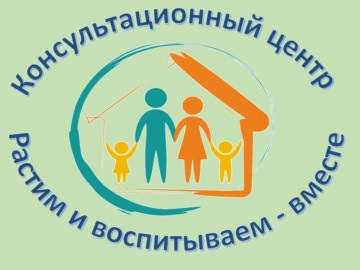 Консультационный центр
Растим и воспитываем - вместе